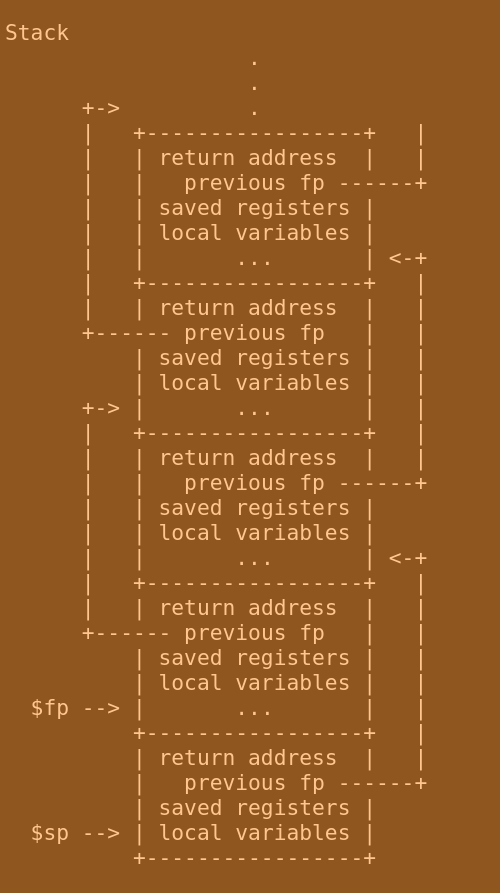 Stack
                   .
                   .
      +->          .
      |   +-----------------+   |
      |   | return address  |   |
      |   |   previous fp ------+
      |   | saved registers |
      |   | local variables |
      |   |       ...       | <-+
      |   +-----------------+   |
      |   | return address  |   |
      +------ previous fp   |   |
          | saved registers |   |
          | local variables |   |
      +-> |       ...       |   |
      |   +-----------------+   |
      |   | return address  |   |
      |   |   previous fp ------+
      |   | saved registers |
      |   | local variables |
      |   |       ...       | <-+
      |   +-----------------+   |
      |   | return address  |   |
      +------ previous fp   |   |
          | saved registers |   |
          | local variables |   |
  $fp --> |       ...       |   |
          +-----------------+   |
          | return address  |   |
          |   previous fp ------+
          | saved registers |
  $sp --> | local variables |
          +-----------------+